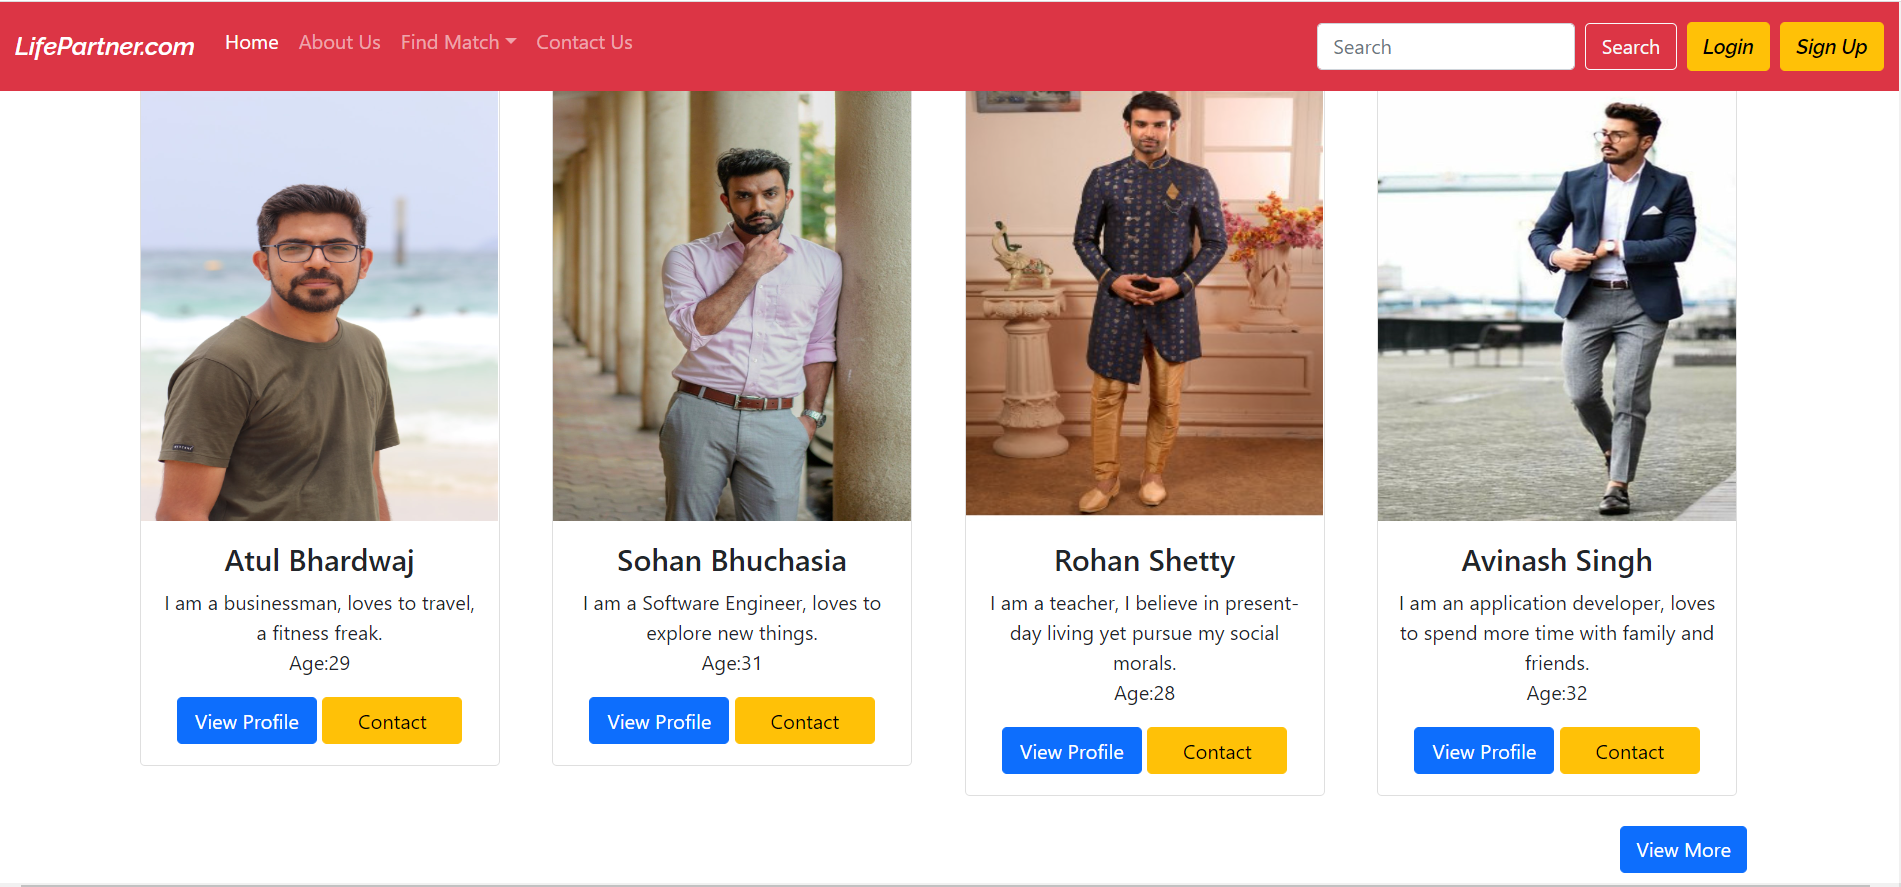 LifePartner.com Home About Us Find Match Contact Us Search Search Login Sign Up
Atul Bhardwaj
I am a businessman, loves to travel,
a fitness freak.
Age:29
View Profile Contact
Sohan Bhuchasia
I am a Software Engineer, loves to
explore new things.
Age:31
View Profile Contact
Rohan Shetty
I am a teacher, I believe in present-
day living yet pursue my social
morals.
Age:28
View Profile Contact
Avinash Singh
I am an application developer, loves
to spend more time with family and
friends.
Age:32
View Profile Contact
View More